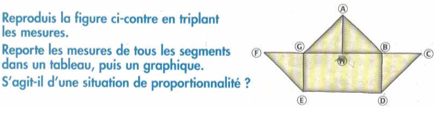 Reproduis la figure ci-contre en triplant
les mesures.
Reporte les mesures de tous les segments
dans un tableau, puis un graphique.
S'agit-il d'une situation de proportionnalité ?
A
F G H B C
E D